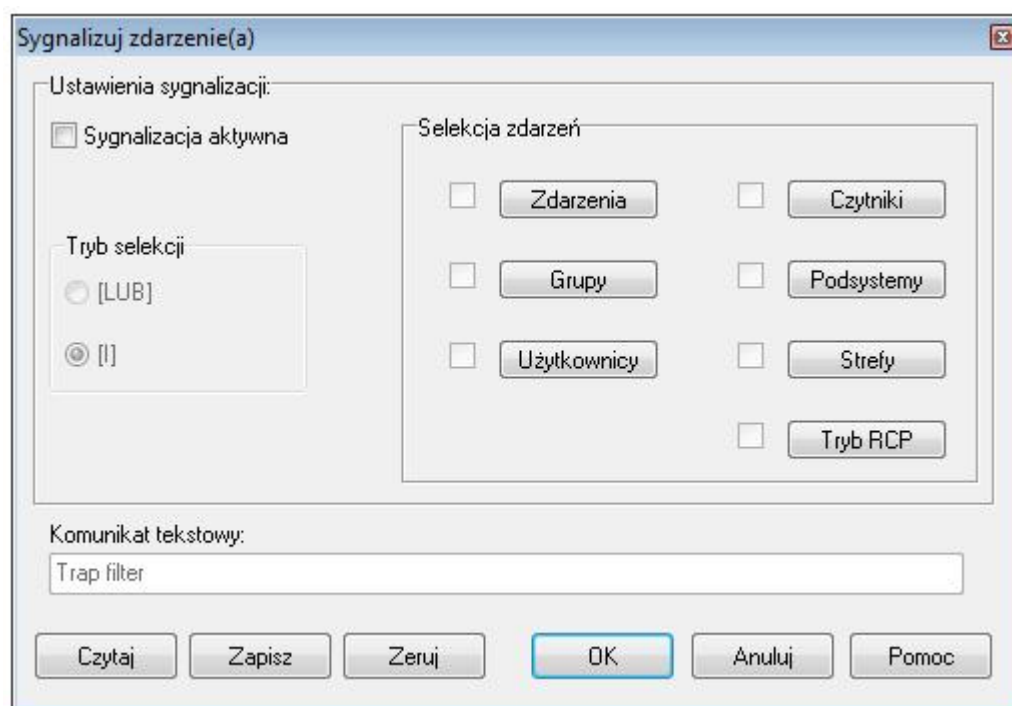 Sygnalizuj zdarzenie(a)
Ustawienia sygnalizacji:
Sygnalizacja aktywna
Tryb selekcji
[LUB]
[I]
Selekcja zdarzeń
Zdarzenia
Czytniki
Grupy
Podsystemy
Użytkownicy
Strefy
Tryb RCP
Komunikat tekstowy:
Trap filter
Czytaj
Zapisz
Zeruj
OK
Anuluj
Pomoc